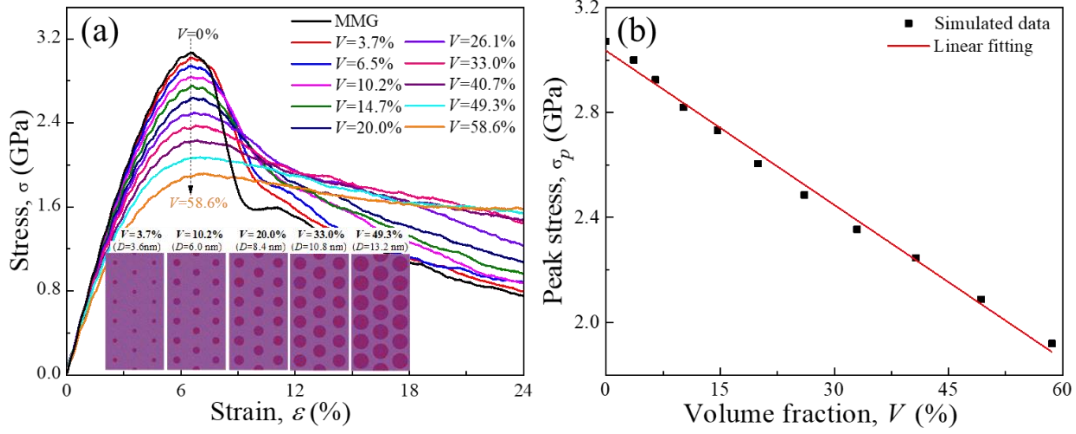 (a)
V=0%
MMG
V=3.7%
V=6.5%
V=10.2%
V=14.7%
V=20.0%
V=26.1%
V=33.0%
V=40.7%
V=49.3%
V=58.6%
V=58.6%
V=3.7%
(D=3.6nm)
V=10.2%
(D=6.0 nm)
V=20.0%
(D=8.4 nm)
V=33.0%
(D=10.8 nm)
V=49.3%
(D=13.2 nm)
3.2
2.4
1.6
0.8
0.0
0 6 12 18 24
Stress, σ (GPa)
Strain, ε (%)
(b)
Simulated data
Linear fitting
3.2
2.8
2.4
2.0
1.6
0 15 30 45 60
Peak stress, σp (GPa)
Volume fraction, V (%)